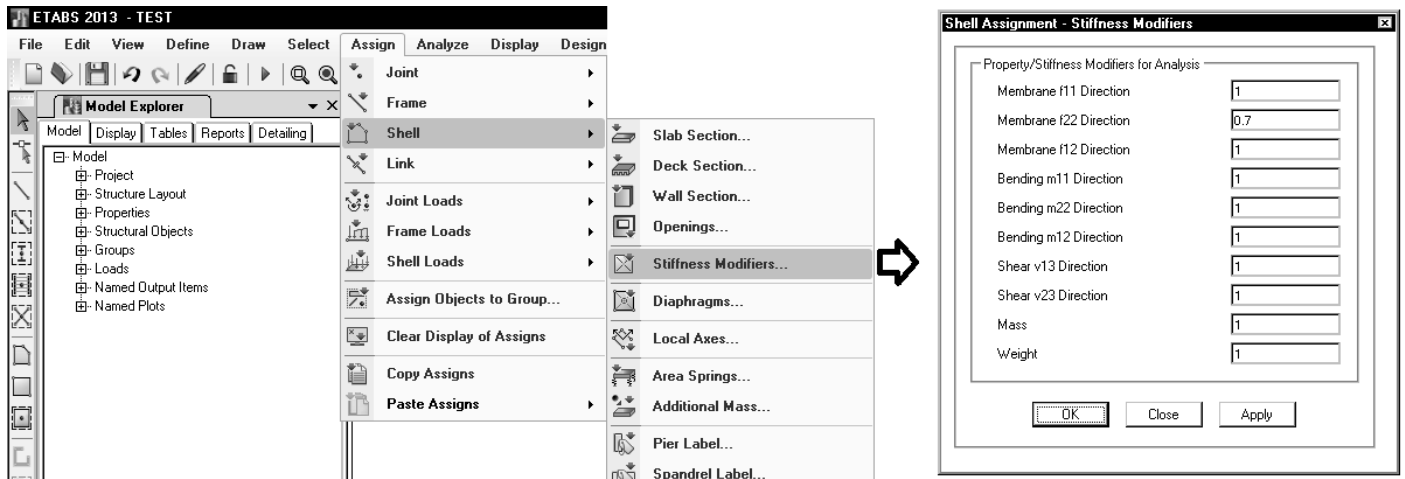 ETABS 2013 - TEST
File Edit View Define Draw Select Assign Analyze Display Design
Model Explorer
Model Display Tables Reports Detailing
Model
Project
Structure Layout
Properties
Structural Objects
Groups
Loads
Named Output Items
Named Plots
Joint
Frame
Shell
Link
Joint Loads
Frame Loads
Shell Loads
Assign Objects to Group...
Clear Display of Assigns
Copy Assigns
Paste Assigns
Slab Section...
Deck Section...
Wall Section...
Openings...
Stiffness Modifiers...
Diaphragms...
Local Axes...
Area Springs...
Additional Mass...
Pier Label...
Spandrel Label...
Shell Assignment - Stiffness Modifiers
Property/Stiffness Modifiers for Analysis
Membrane f11 Direction 1
Membrane f22 Direction 0.7
Membrane f12 Direction 1
Bending m11 Direction 1
Bending m22 Direction 1
Bending m12 Direction 1
Shear v13 Direction 1
Shear v23 Direction 1
Mass 1
Weight 1
OK Close Apply